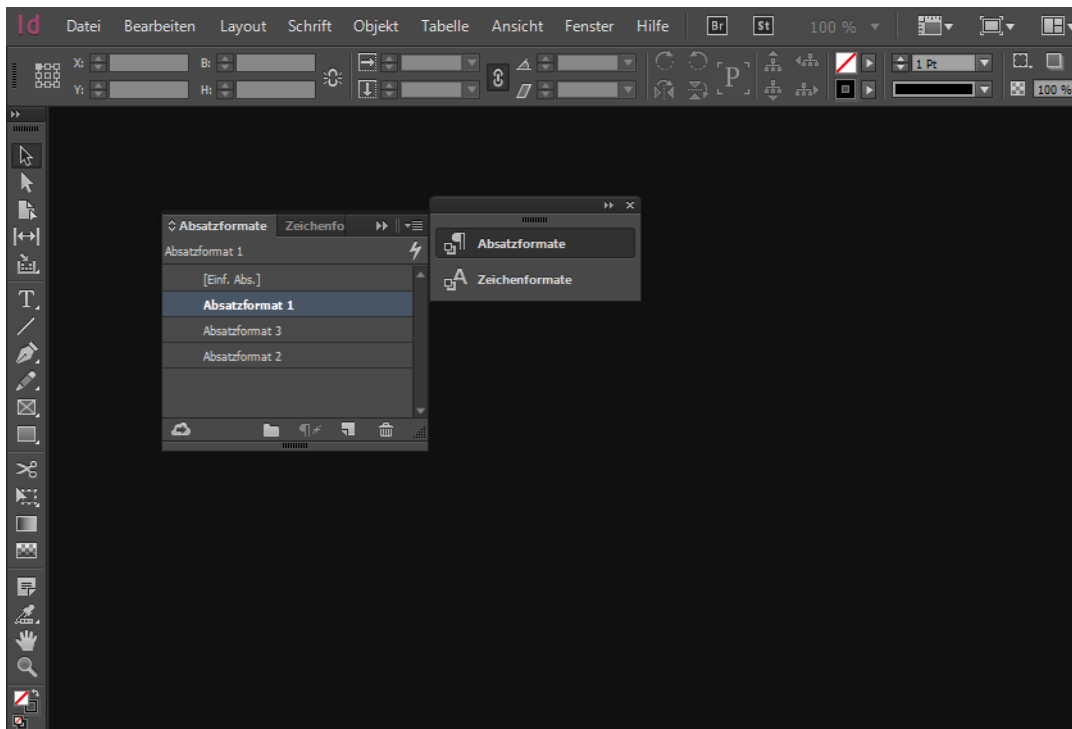 Id Datei Bearbeiten Layout Schrift Objekt Tabelle Ansicht Fenster Hilfe Br St 100 %
X: B: 1 Pt
Y: H: 100 %
Absatzformate Zeichenfo
Absatzformat 1
[Einf. Abs.]
Absatzformat 1
Absatzformat 3
Absatzformat 2
Absatzformate
Zeichenformate